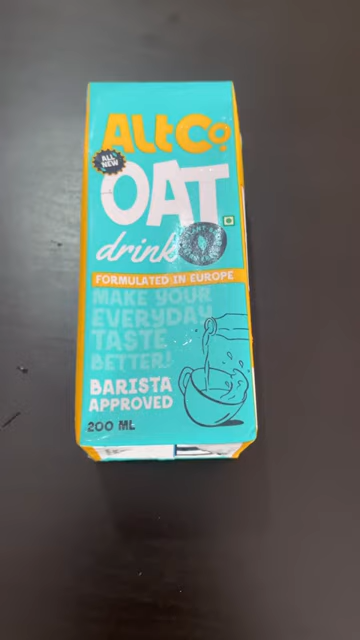 ALtCo.
ALL NEW
OAT
drink
FORMULATED IN EUROPE
MAKE YOUR
EVERYDAY
TASTE
BETTER!
BARISTA
APPROVED
200 ML